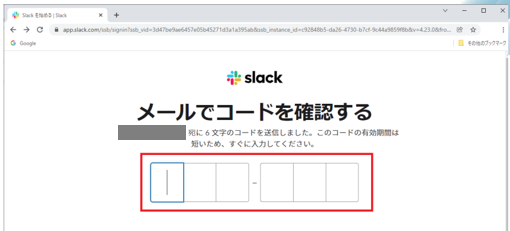 Slack を始める | Slack
app.slack.com/ssb/signin?ssb_vid=3d47be9ae6457e05b45271d3a1a395ab&ssb_instance_id=c92848b5-da26-4730-b7cf-9c44a9859f8b&v=4.23.0&fro...
Google
その他のブックマーク
slack
メールでコードを確認する
宛に 6 文字のコードを送信しました。このコードの有効期間は
短いため、すぐに入力してください。
–